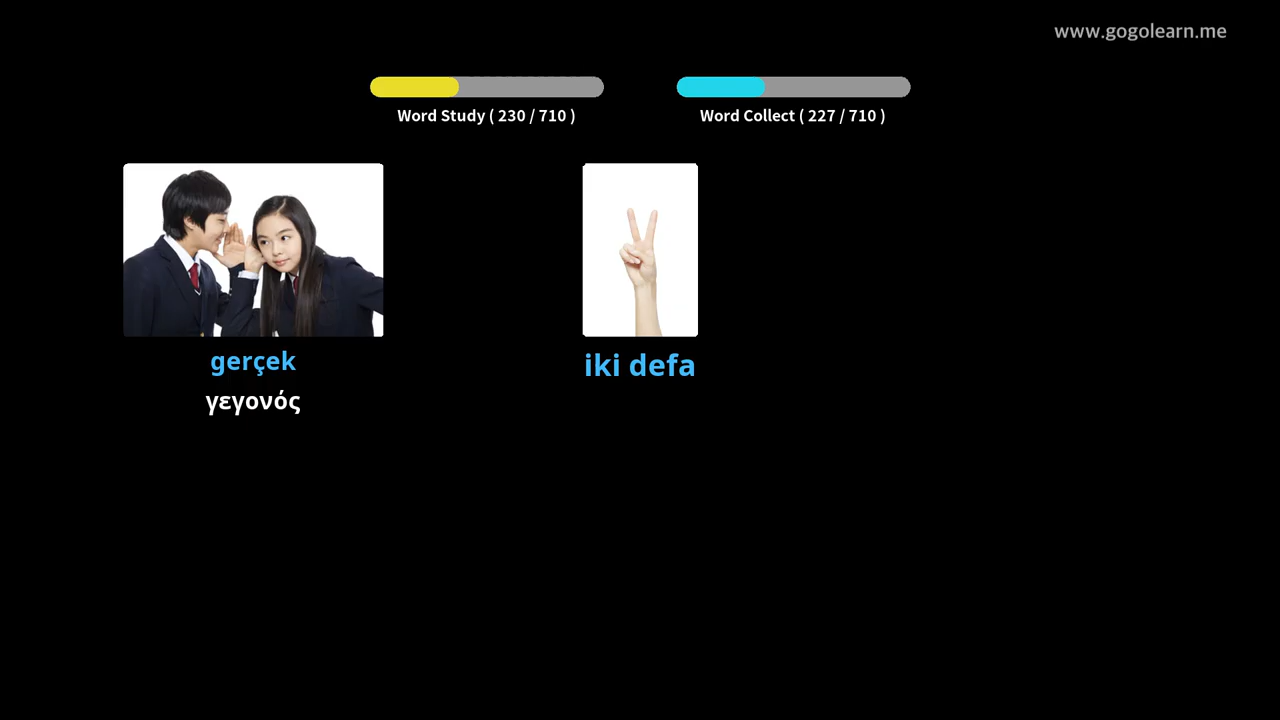 www.gogolearn.me
Word Study ( 230 / 710 )
Word Collect ( 227 / 710 )
gerçek
γεγονός
iki defa